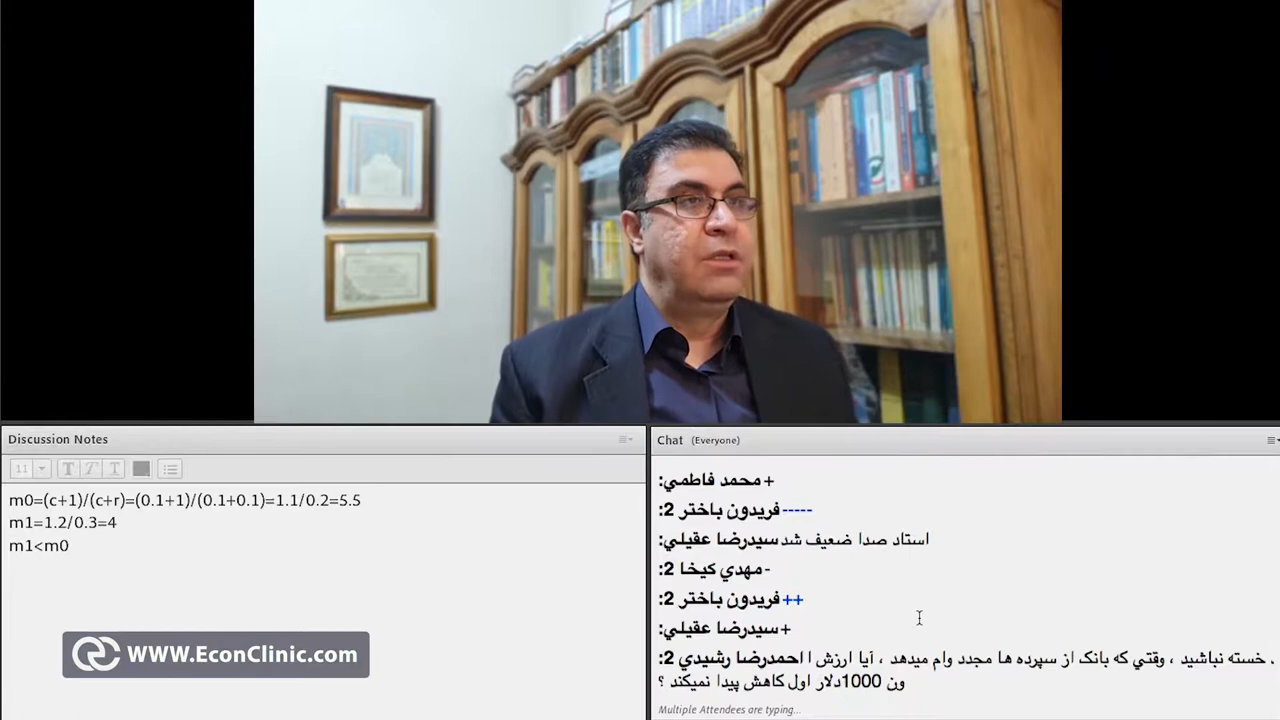 Discussion Notes
11
m0=(c+1)/(c+r)=(0.1+1)/(0.1+0.1)=1.1/0.2=5.5
m1=1.2/0.3=4
m1<m0
WWW.EconClinic.com
Chat (Everyone)
محمد فاطمي: +
فريدون باختر 2: -----
سيدرضا عقيلي: استاد صدا ضعيف شد
مهدي كيخا 2: -
فريدون باختر 2: ++
سيدرضا عقيلي: +
احمدرضا رشيدي 2: د خسته نباشيد ، وقتي كه بانک از سپرده ها مجدد وام ميدهد ، آيا ارزش ا
ون 1000دلار اول كاهش پيدا نميكند ؟
Multiple Attendees are typing...